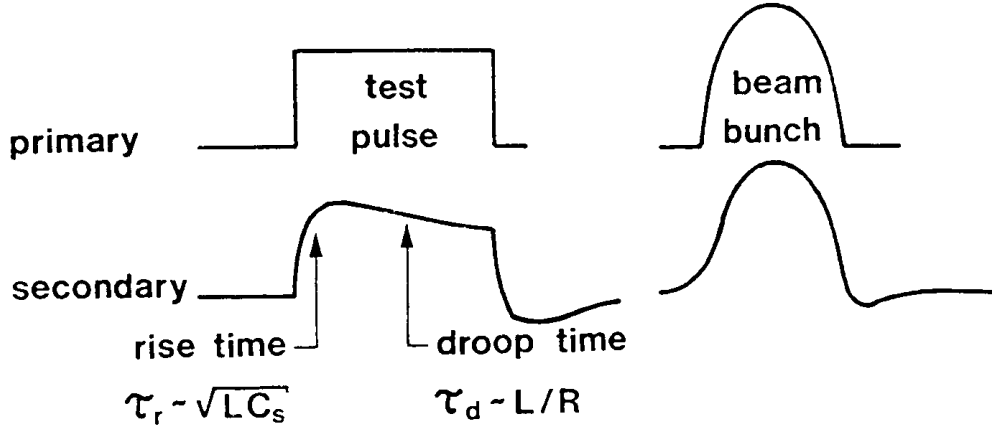 test
pulse
beam
bunch
primary
secondary
rise time
droop time
τr ~ √LCs
τd ~ L/R